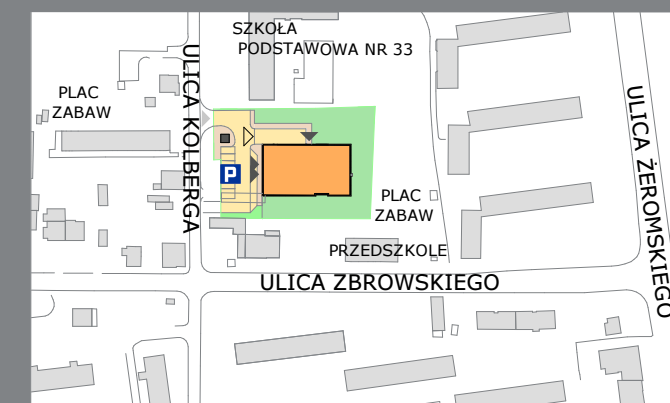 SZKOŁA
PODSTAWOWA NR 33
PLAC
ZABAW
ULICA KOLBERGA
P
ULICA ŻEROMSKIEGO
PLAC
ZABAW
PRZEDSZKOLE
ULICA ZBROWSKIEGO